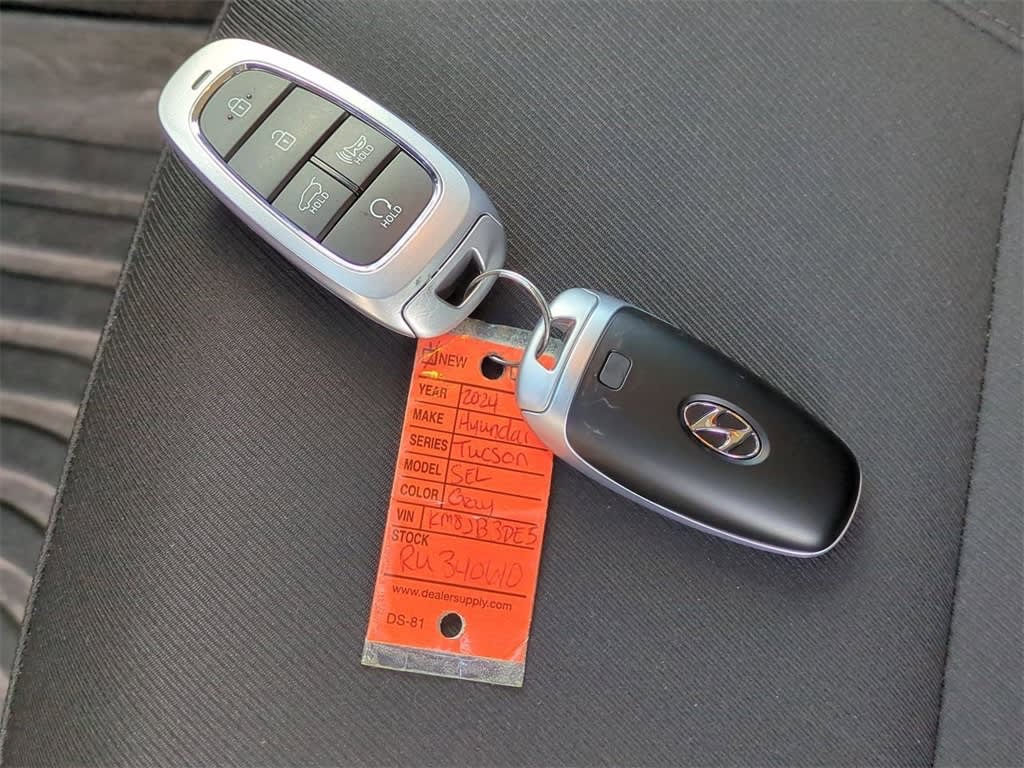 HOLD
HOLD
HOLD
NEW
YEAR 2024
MAKE Hyundai
SERIES Tucson
MODEL SEL
COLOR Gray
VIN KM8JB3DE5
STOCK
RU340610
www.dealersupply.com
DS-81